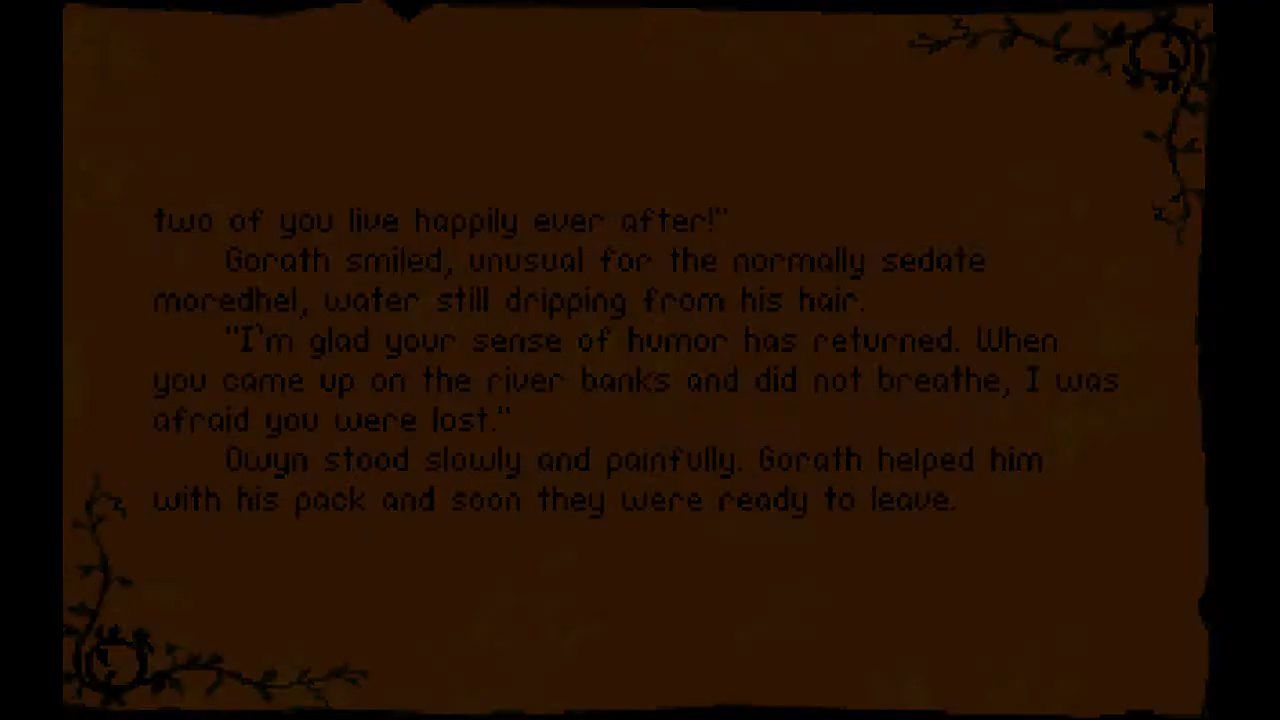 two of you live happily ever after!"
Gorath smiled, unusual for the normally sedate
moredhel, water still dripping from his hair.
"I'm glad your sense of humor has returned. When
you came up on the river banks and did not breathe, I was
afraid you were lost."
Owyn stood slowly and painfully. Gorath helped him
with his pack and soon they were ready to leave.